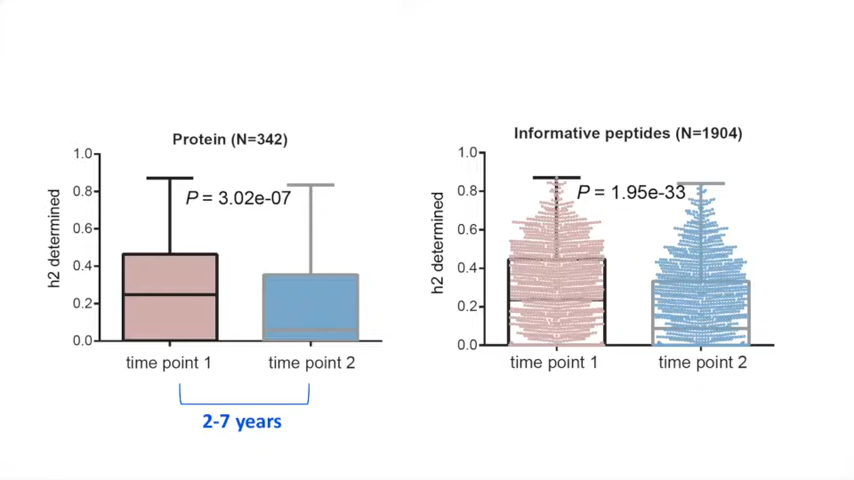 Protein (N=342)
h2 determined
1.0
0.8
0.6
0.4
0.2
0.0
P = 3.02e-07
time point 1
time point 2
2-7 years
Informative peptides (N=1904)
h2 determined
1.0
0.8
0.6
0.4
0.2
0.0
P = 1.95e-33
time point 1
time point 2